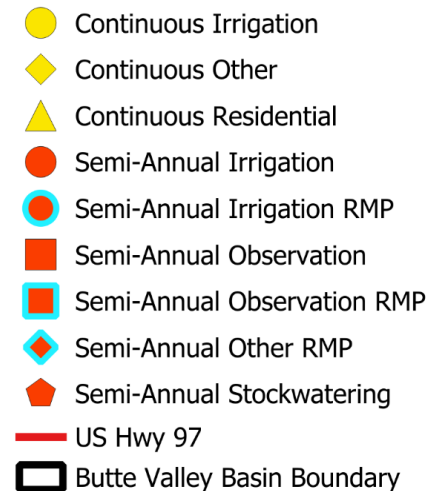 Continuous Irrigation
Continuous Other
Continuous Residential
Semi-Annual Irrigation
Semi-Annual Irrigation RMP
Semi-Annual Observation
Semi-Annual Observation RMP
Semi-Annual Other RMP
Semi-Annual Stockwatering
US Hwy 97
Butte Valley Basin Boundary